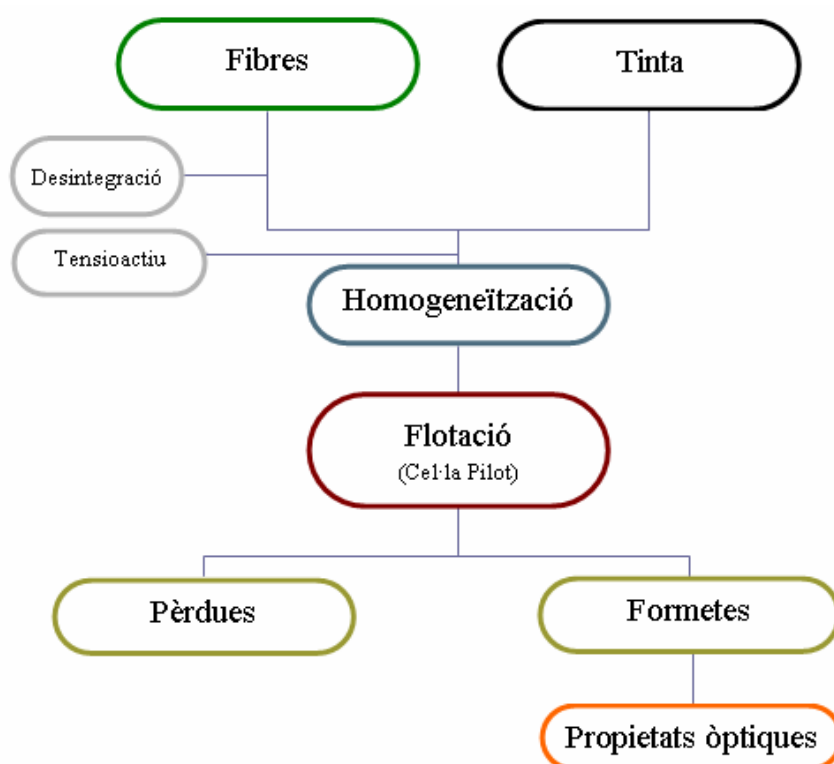 Fibres
Tinta
Desintegració
Tensioactiu
Homogeneïtzació
Flotació
(Cel·la Pilot)
Pèrdues
Formetes
Propietats òptiques